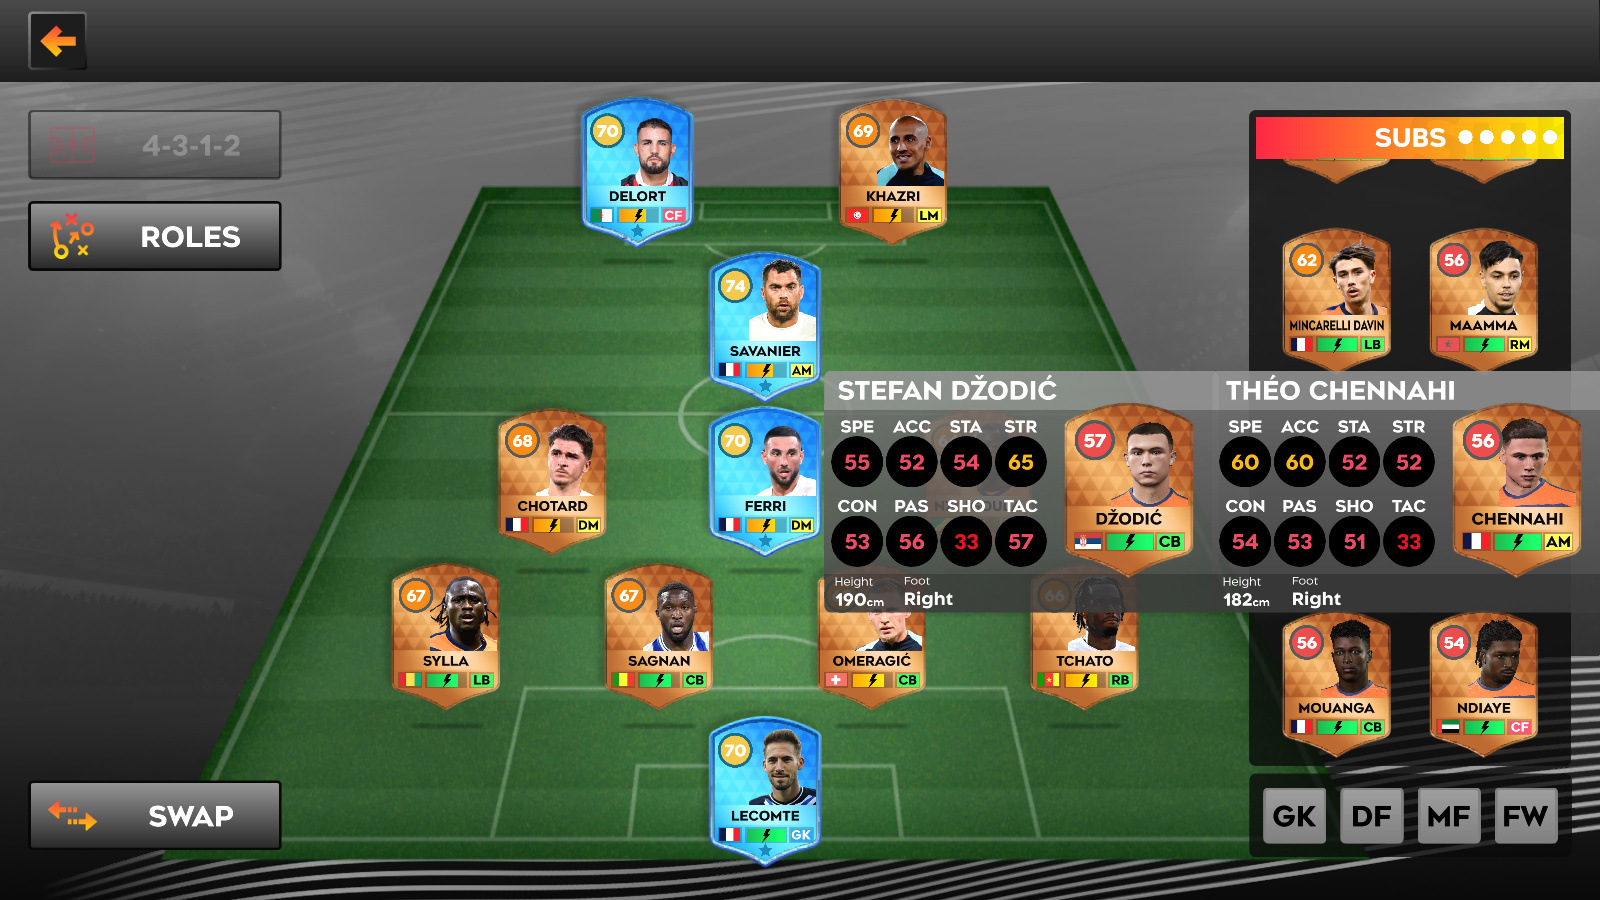 4-3-1-2
ROLES
SWAP
70
DELORT
CF
69
KHAZRI
LM
74
SAVANIER
AM
68
CHOTARD
DM
70
FERRI
DM
67
SYLLA
LB
67
SAGNAN
CB
OMERAGIĆ
CB
66
TCHATO
RB
70
LECOMTE
GK
STEFAN DŽODIĆ
SPE ACC STA STR
55 52 54 65
CON PAS SHO TAC
53 56 33 57
Height Foot
190cm Right
57
DŽODIĆ
CB
THÉO CHENNAHI
SPE ACC STA STR
60 60 52 52
CON PAS SHO TAC
54 53 51 33
Height Foot
182cm Right
56
CHENNAHI
AM
SUBS
62
MINCARELLI DAVIN
LB
56
MAAMMA
RM
56
MOUANGA
CB
54
NDIAYE
CF
GK DF MF FW